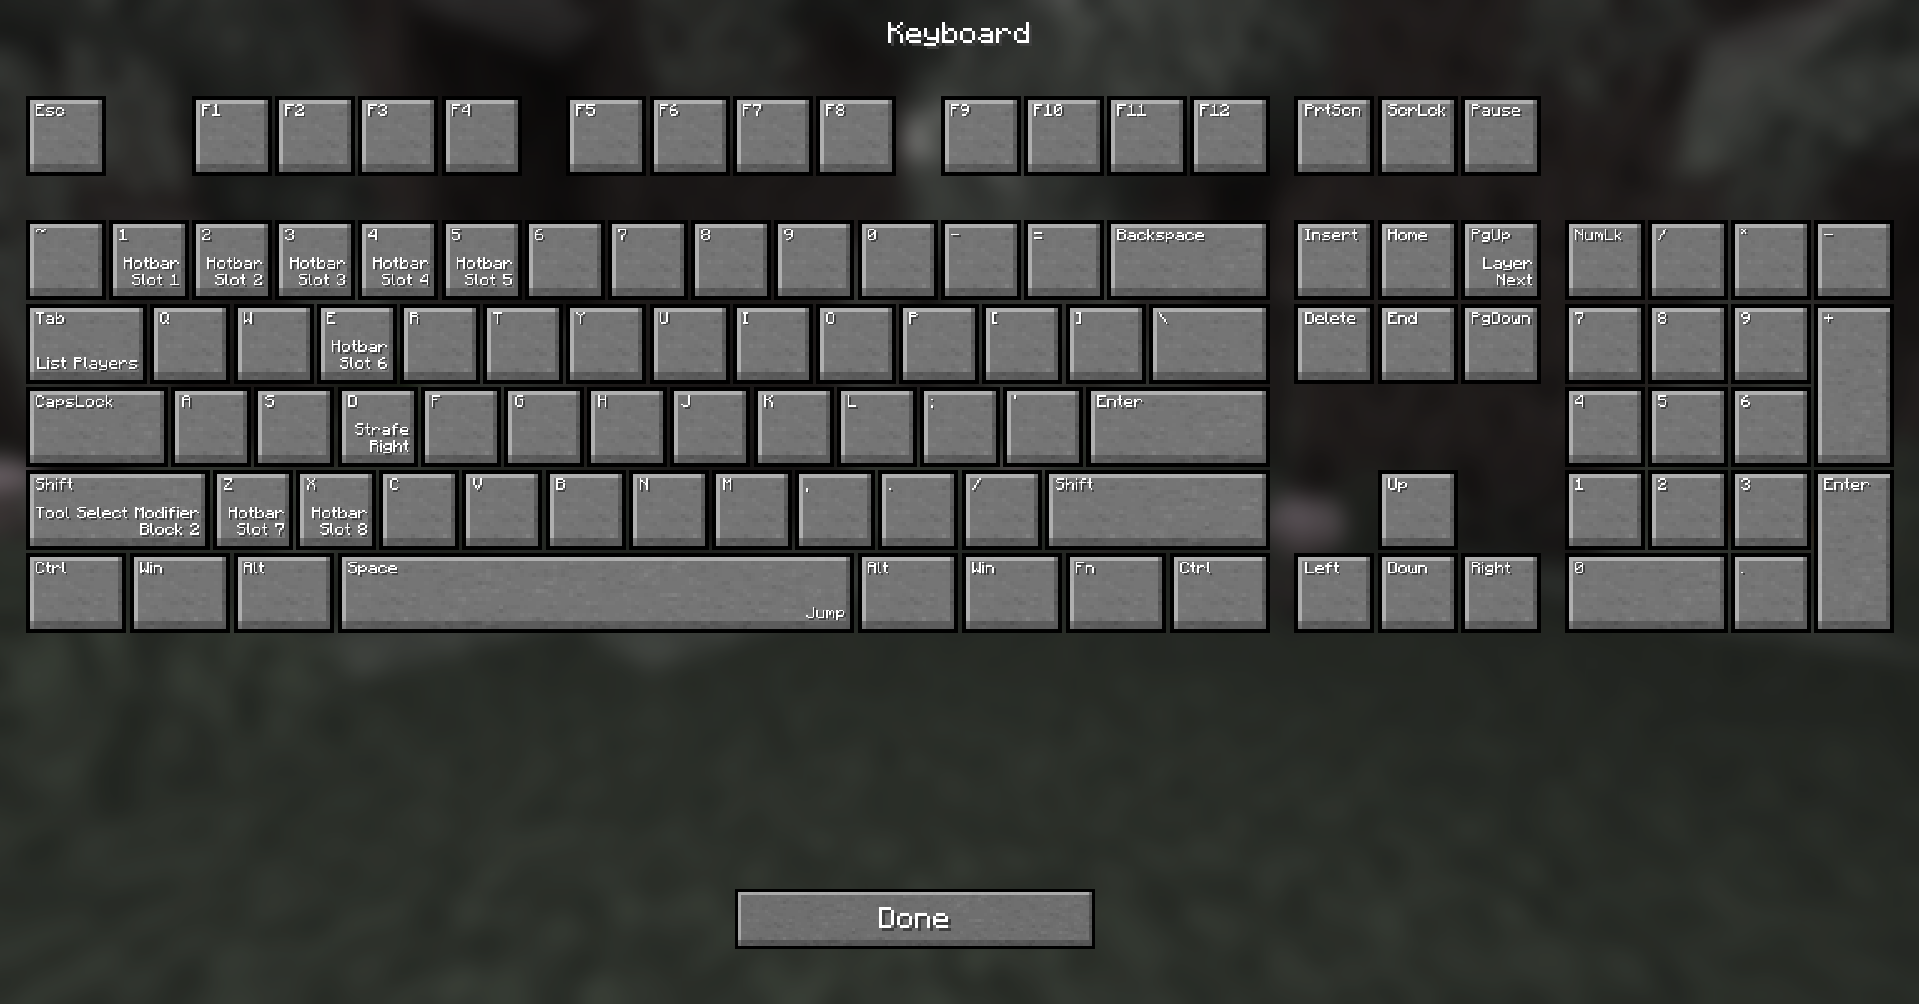 Keyboard
Esc F1 F2 F3 F4 F5 F6 F7 F8 F9 F10 F11 F12 PrtScn ScrLok Pause
~ 1 2 3 4 5 6 7 8 9 0 - = Backspace Insert Home PgUp NumLk / * -
Hotbar Hotbar Hotbar Hotbar Hotbar Layer
Slot 1 Slot 2 Slot 3 Slot 4 Slot 5 Next
Tab Q W E R T Y U I O P [ ] \ Delete End PgDown 7 8 9 +
Hotbar
List Players Slot 6
CapsLock A S D F G H J K L ; ' Enter 4 5 6
Strafe
Right
Shift Z X C V B N M , . / Shift Up 1 2 3 Enter
Tool Select Modifier Hotbar Hotbar
Block 2 Slot 7 Slot 8
Ctrl Win Alt Space Alt Win Fn Ctrl Left Down Right 0 .
Jump
Done